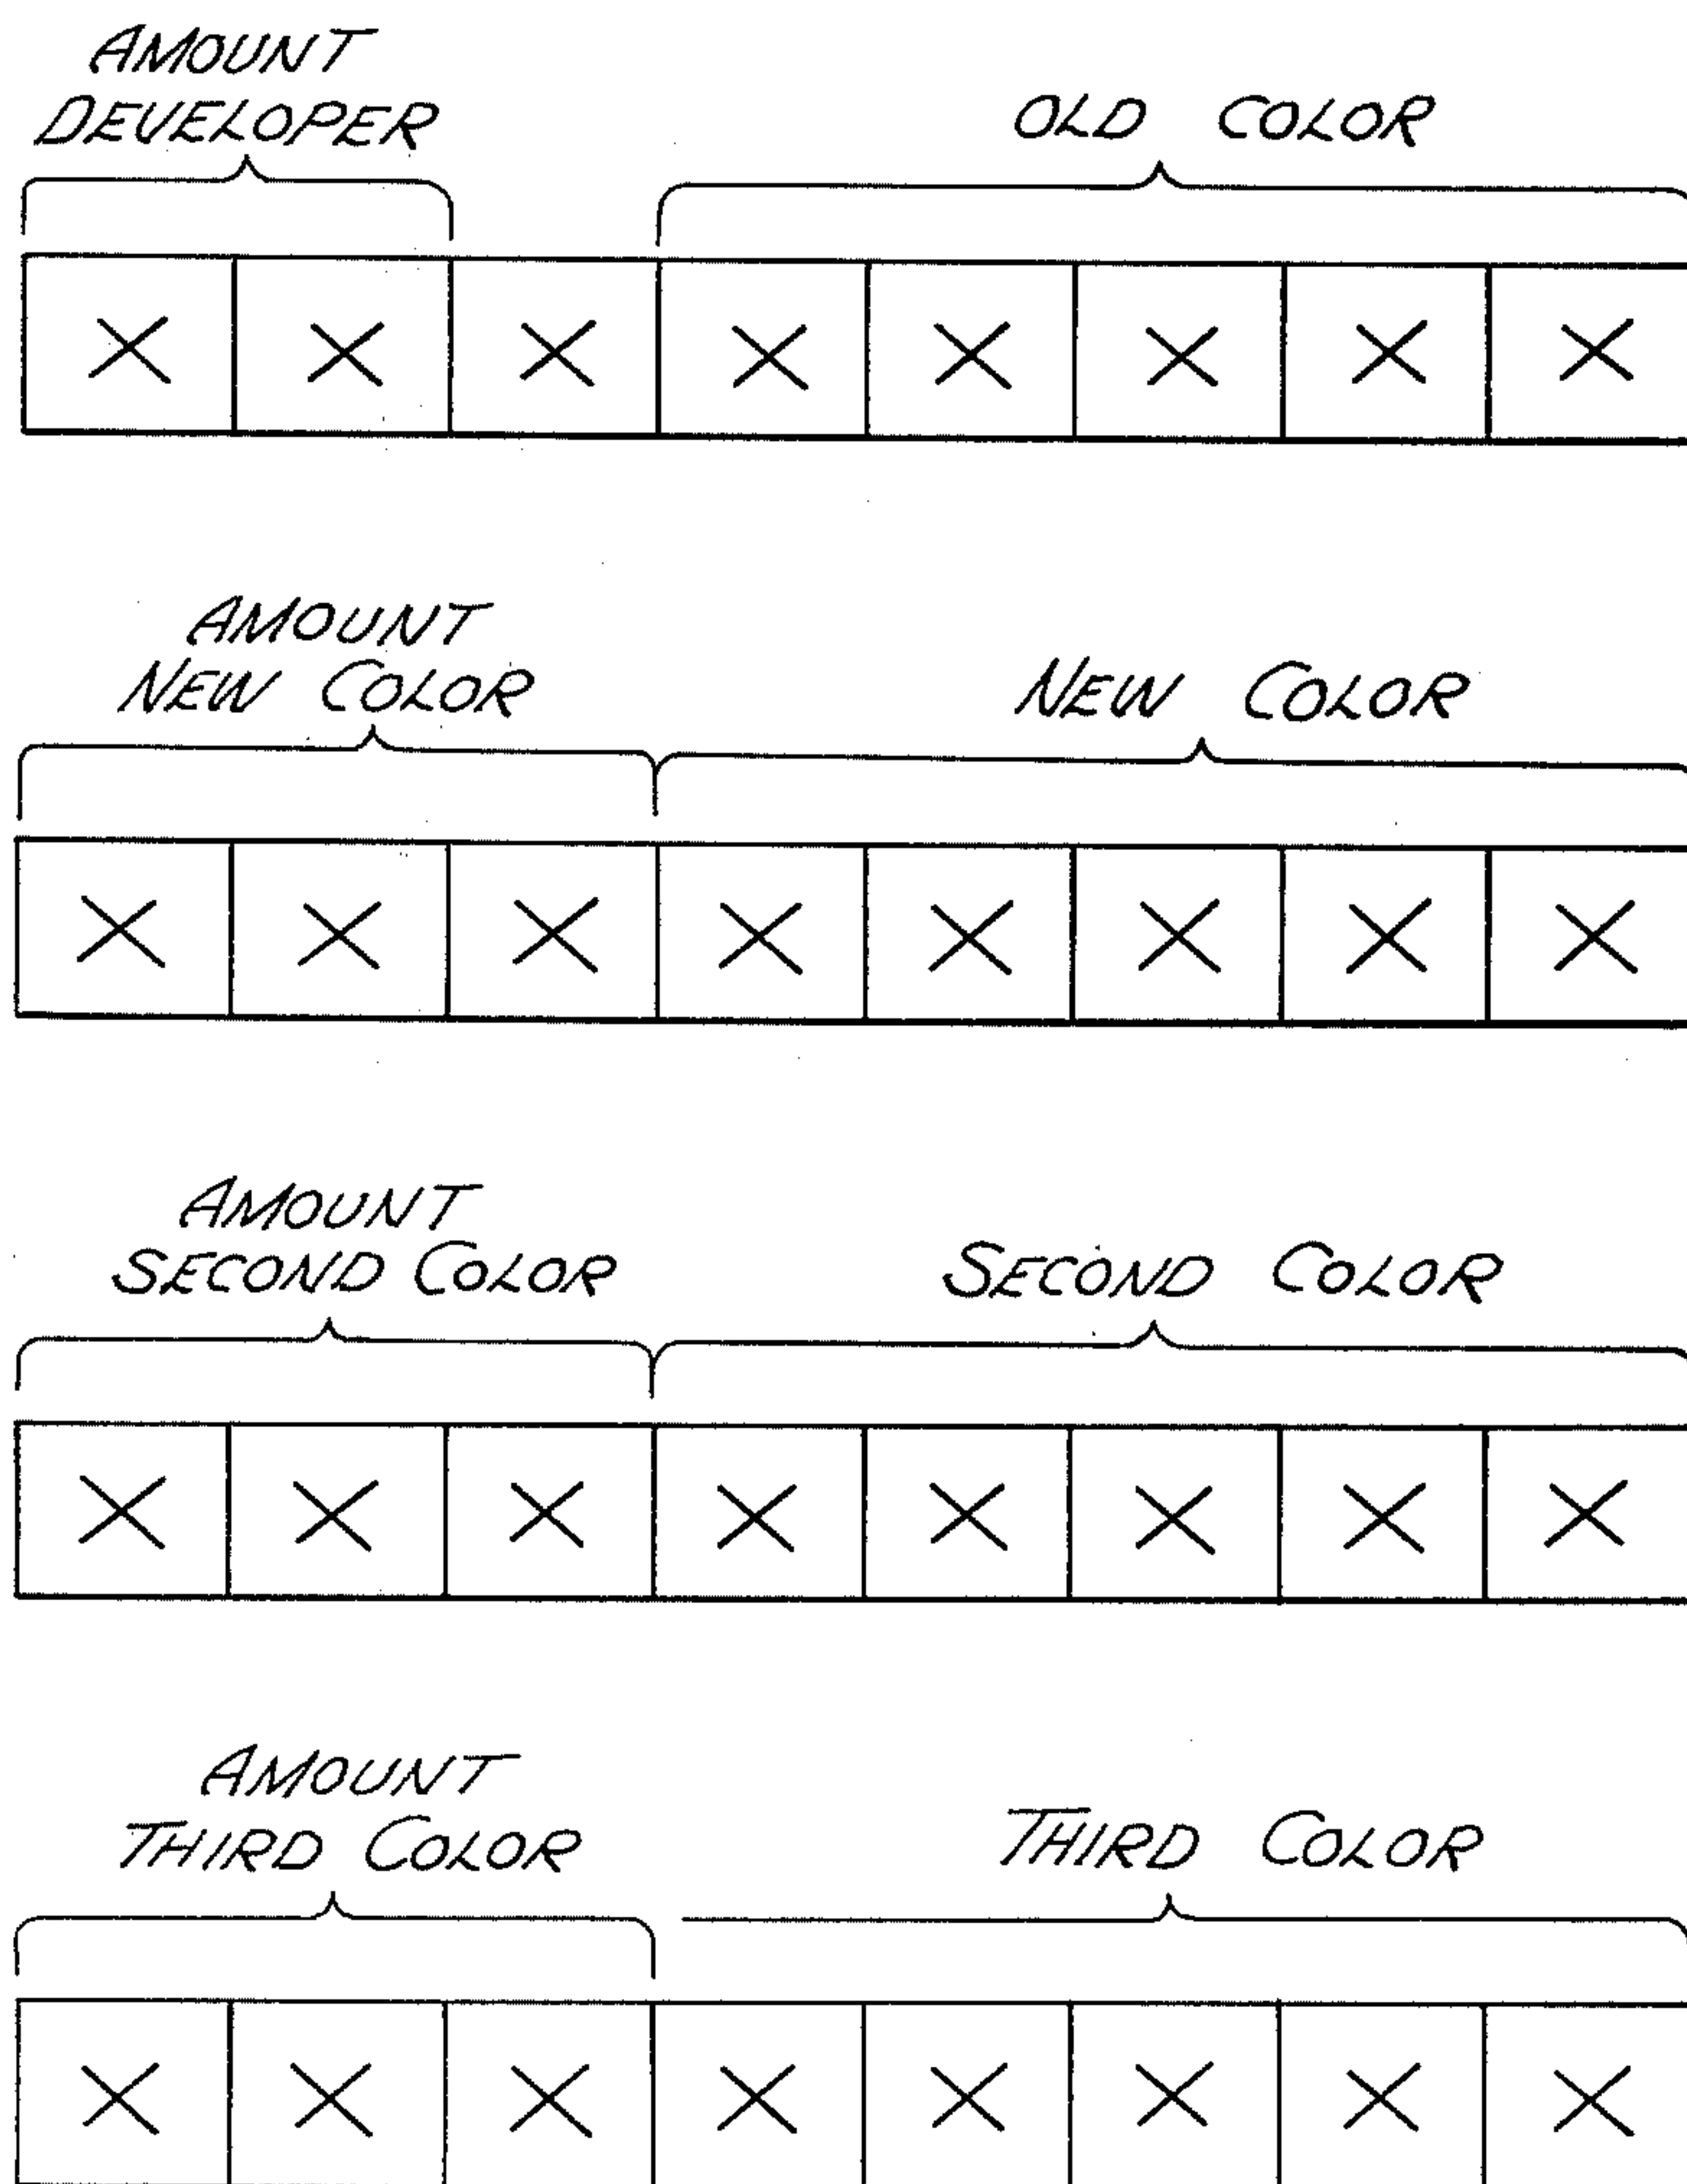 AMOUNT
DEVELOPER
OLD COLOR
X X X X X X X X
AMOUNT
NEW COLOR
NEW COLOR
X X X X X X X X
AMOUNT
SECOND COLOR
SECOND COLOR
X X X X X X X X
AMOUNT
THIRD COLOR
THIRD COLOR
X X X X X X X X